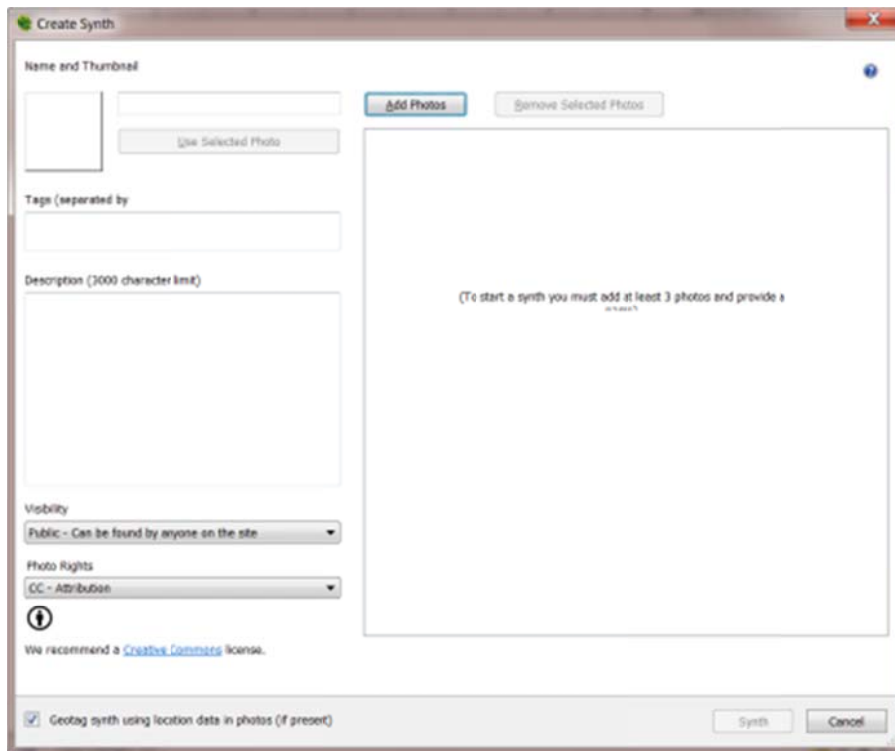 Create Synth
Name and Thumbnail
Add Photos
Remove Selected Photos
Use Selected Photo
Tags (separated by
Description (3000 character limit)
(To start a synth you must add at least 3 photos and provide a
Visibility
Public - Can be found by anyone on the site
Photo Rights
CC - Attribution
We recommend a Creative Commons license.
Geotag synth using location data in photos (if present)
Synth
Cancel